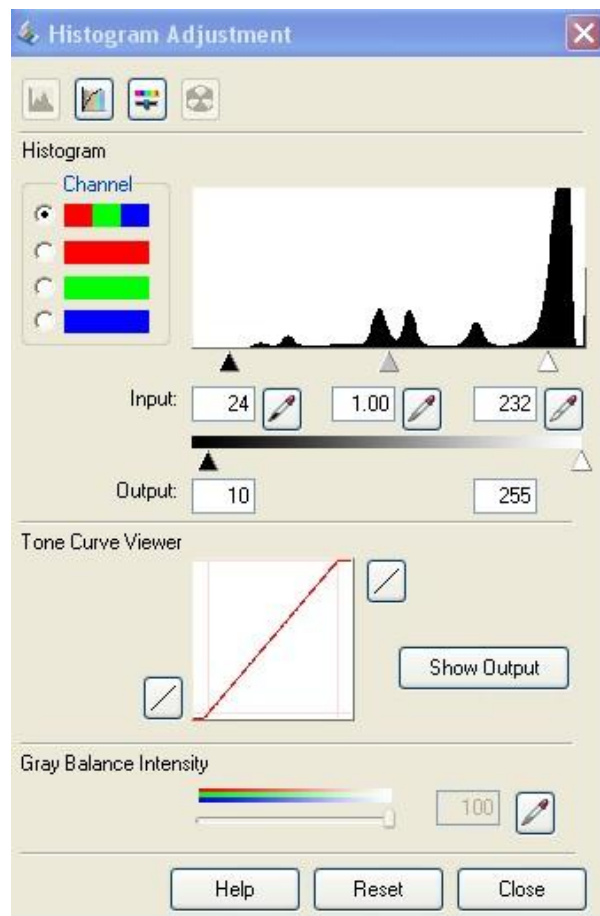 Histogram Adjustment
Histogram
Channel
Input: 24 1.00 232
Output: 10 255
Tone Curve Viewer
Show Output
Gray Balance Intensity
100
Help Reset Close